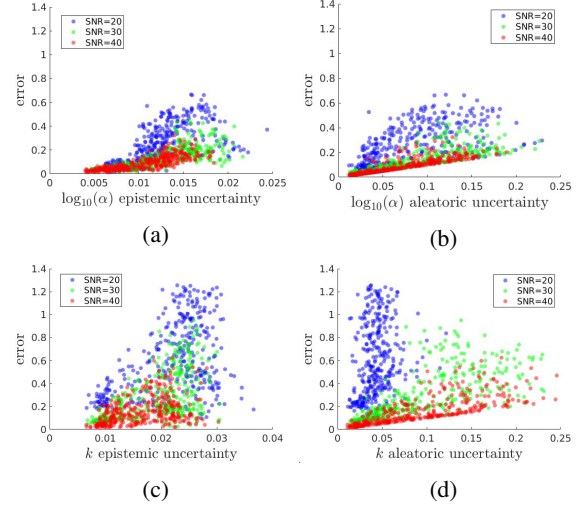 SNR=20
SNR=30
SNR=40
1.4
1.2
1
0.8
0.6
0.4
0.2
0
error
0 0.005 0.010 0.015 0.020 0.025
log₁₀(α) epistemic uncertainty
(a)
SNR=20
SNR=30
SNR=40
1.4
1.2
1
0.8
0.6
0.4
0.2
0
error
0 0.05 0.1 0.15 0.20 0.25
log₁₀(α) aleatoric uncertainty
(b)
SNR=20
SNR=30
SNR=40
1.4
1.2
1
0.8
0.6
0.4
0.2
0
error
0 0.01 0.02 0.03 0.04
k epistemic uncertainty
(c)
SNR=20
SNR=30
SNR=40
1.4
1.2
1
0.8
0.6
0.4
0.2
0
error
0 0.05 0.1 0.15 0.20 0.25
k aleatoric uncertainty
(d)